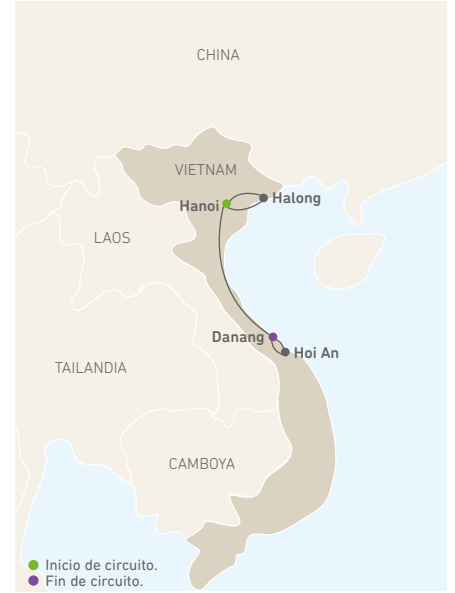 CHINA
VIETNAM
Halong
Hanoi
LAOS
Danang
Hoi An
TAILANDIA
CAMBOYA
Inicio de circuito.
Fin de circuito.